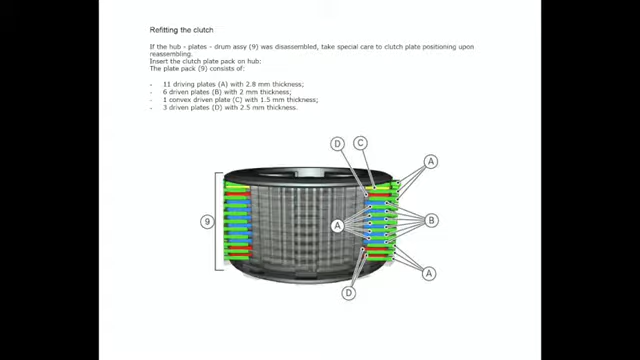 Refitting the clutch
If the hub - plates - drum assy (9) was disassembled, take special care to clutch plate positioning upon
reassembling.
Insert the clutch plate pack on hub:
The plate pack (9) consists of:
- 11 driving plates (A) with 2.8 mm thickness;
- 6 driven plates (B) with 2 mm thickness;
- 1 convex driven plate (C) with 1.5 mm thickness;
- 3 driven plates (D) with 2.5 mm thickness.
D C
A
9 A B
A
D